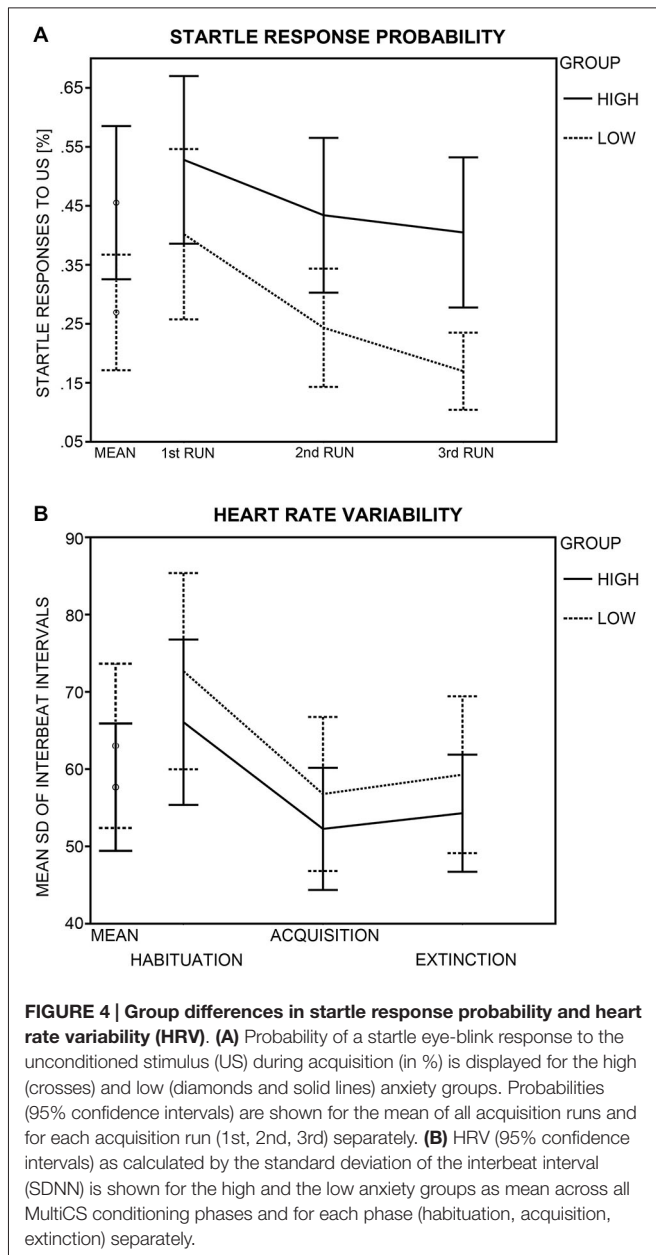 A
STARTLE RESPONSE PROBABILITY
GROUP
HIGH
LOW
STARTLE RESPONSES TO US [%]
.65
.55
.45
.35
.25
.15
.05
MEAN
1st RUN
2nd RUN
3rd RUN
B
HEART RATE VARIABILITY
GROUP
HIGH
LOW
MEAN SD OF INTERBEAT INTERVALS
90
80
70
60
50
40
MEAN
HABITUATION
ACQUISITION
EXTINCTION
FIGURE 4 | Group differences in startle response probability and heart
rate variability (HRV). (A) Probability of a startle eye-blink response to the
unconditioned stimulus (US) during acquisition (in %) is displayed for the high
(crosses) and low (diamonds and solid lines) anxiety groups. Probabilities
(95% confidence intervals) are shown for the mean of all acquisition runs and
for each acquisition run (1st, 2nd, 3rd) separately. (B) HRV (95% confidence
intervals) as calculated by the standard deviation of the interbeat interval
(SDNN) is shown for the high and the low anxiety groups as mean across all
MultiCS conditioning phases and for each phase (habituation, acquisition,
extinction) separately.